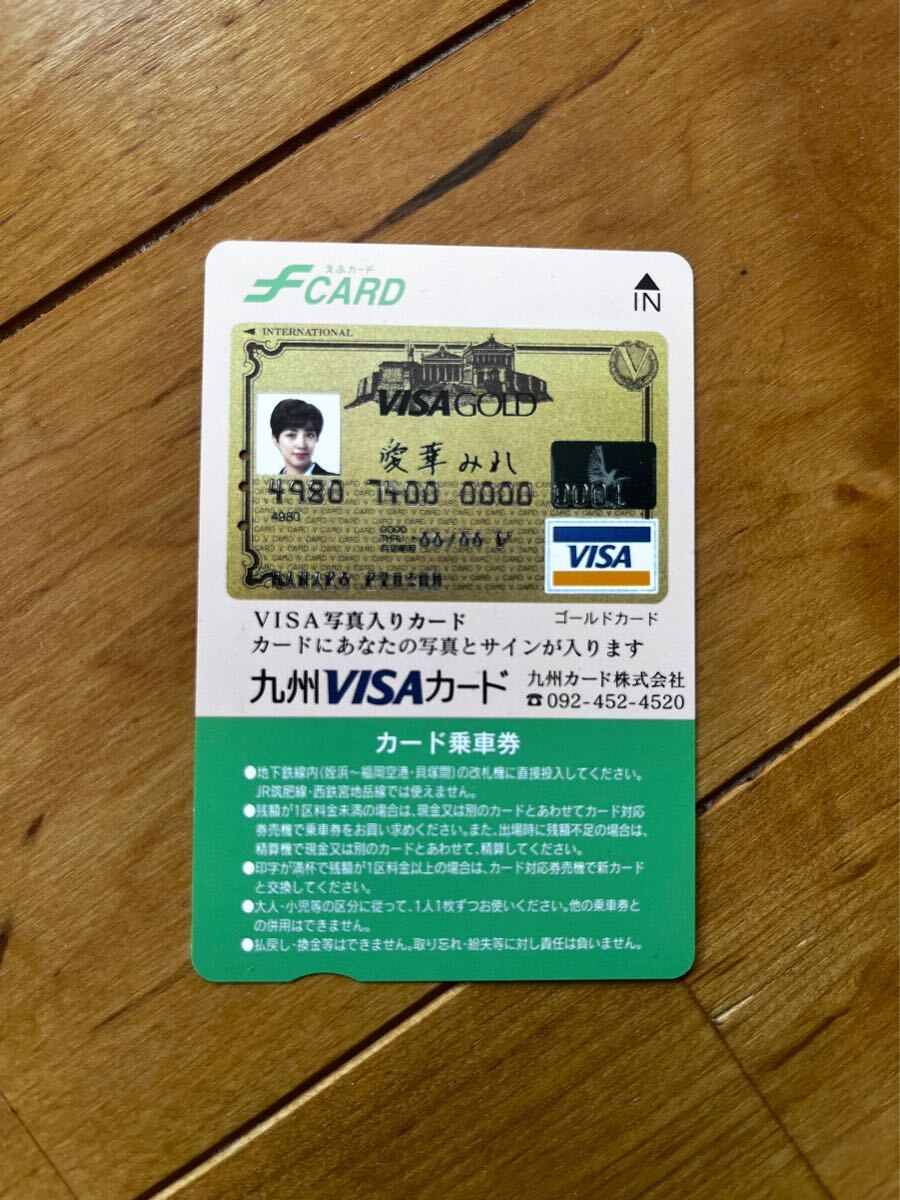 えふカード
CARD
IN
INTERNATIONAL
VISA GOLD
愛華みれ
4980 7400 0000 0001
4980
GOOD
THRU
有効期限
VISA
VISA写真入りカード
ゴールドカード
カードにあなたの写真とサインが入ります
九州VISAカード
九州カード株式会社
☎092-452-4520
カード乗車券
●地下鉄線内(姪浜〜福岡空港・貝塚間)の改札機に直接投入してください。
JR筑肥線・西鉄宮地岳線では使えません。
●残額が1区料金未満の場合は、現金又は別のカードとあわせてカード対応
券売機で乗車券をお買い求めください。また、出場時に残額不足の場合は、
精算機で現金又は別のカードとあわせて、精算してください。
●印字が満杯で残額が1区料金以上の場合は、カード対応券売機で新カード
と交換してください。
●大人・小児等の区分に従って、1人1枚ずつお使いください。他の乗車券と
の併用はできません。
●払戻し・換金等はできません。取り忘れ・紛失等に対し責任は負いません。